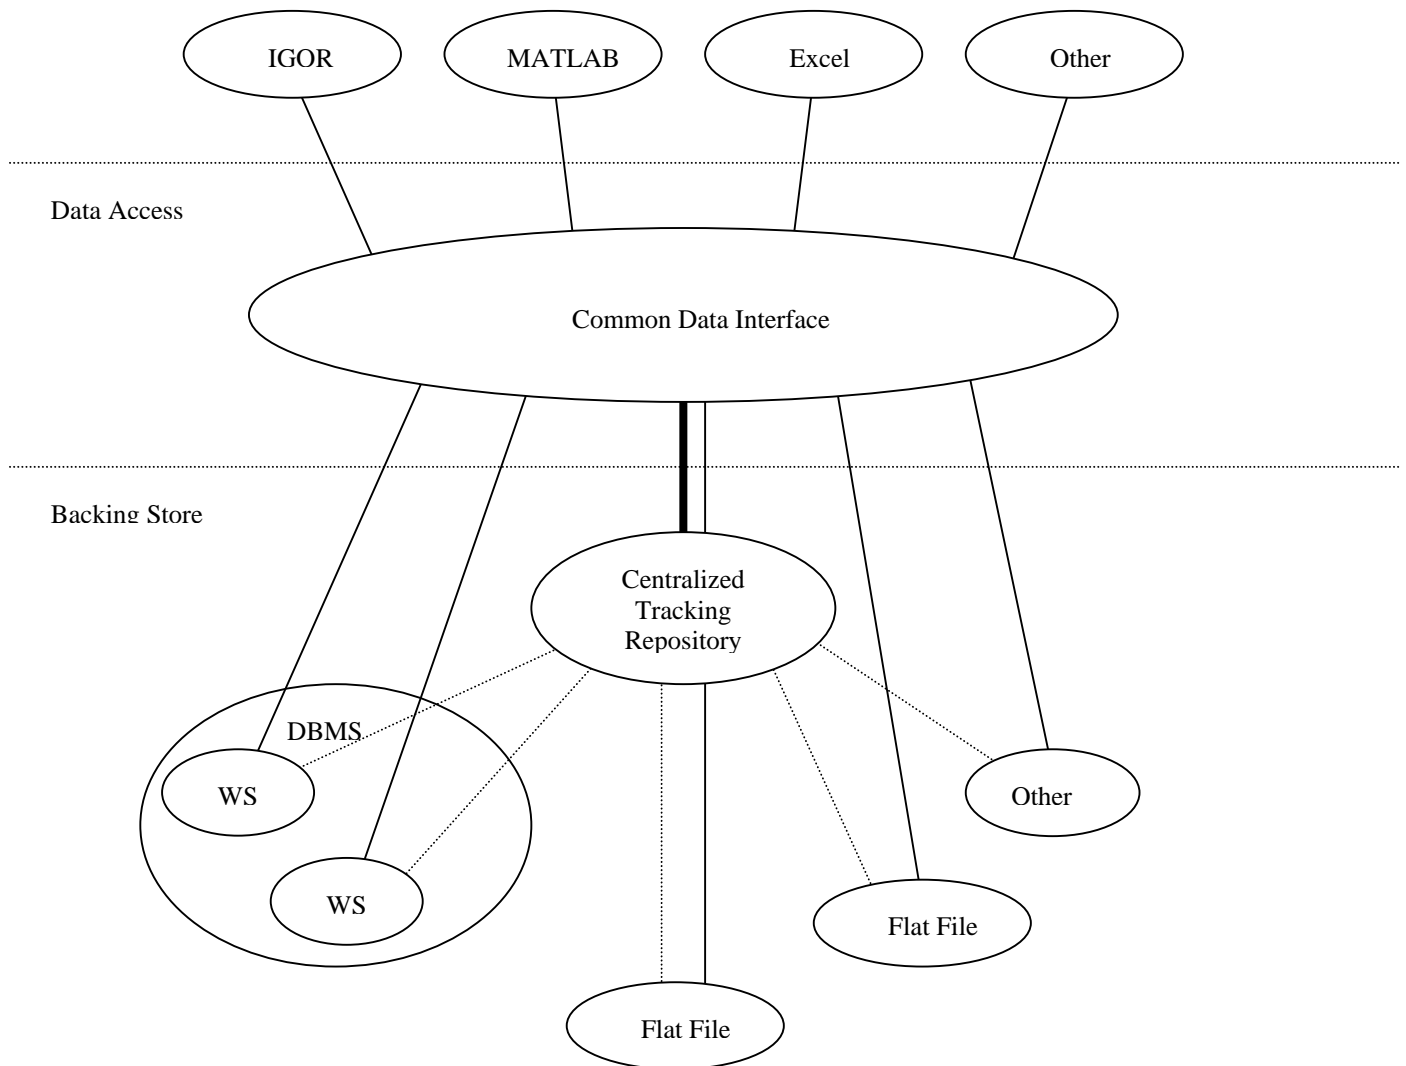 IGOR
MATLAB
Excel
Other
Data Access
Common Data Interface
Backing Store
Centralized
Tracking
Repository
DBMS
WS
Other
WS
Flat File
Flat File